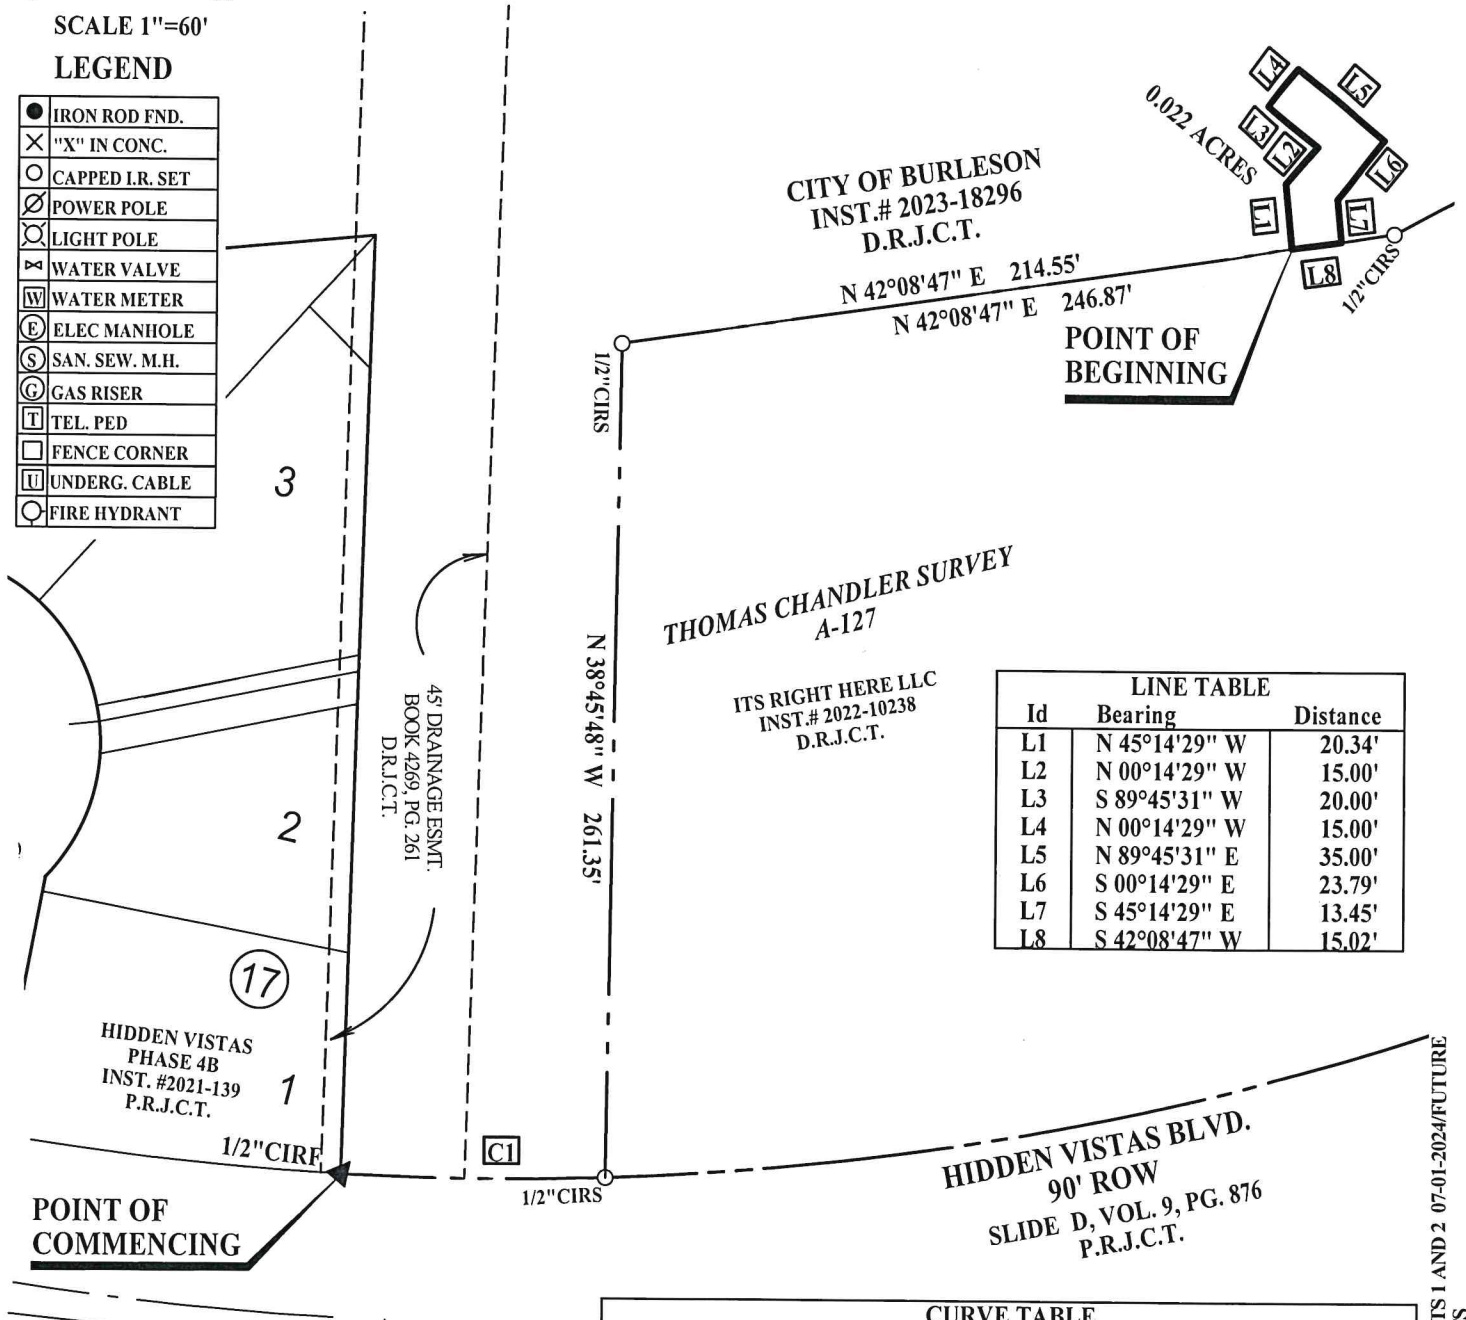 SCALE 1"=60'
LEGEND
IRON ROD FND.
"X" IN CONC.
CAPPED I.R. SET
POWER POLE
LIGHT POLE
WATER VALVE
W WATER METER
E ELEC MANHOLE
S SAN. SEW. M.H.
G GAS RISER
T TEL. PED
FENCE CORNER
U UNDERG. CABLE
FIRE HYDRANT
L4
L5
0.022 ACRES
L3
L2
L6
L1
L7
L8
1/2"CIRS
CITY OF BURLESON
INST.# 2023-18296
D.R.J.C.T.
N 42°08'47" E 214.55'
N 42°08'47" E 246.87'
POINT OF
BEGINNING
1/2"CIRS
3
THOMAS CHANDLER SURVEY
A-127
ITS RIGHT HERE LLC
INST.# 2022-10238
D.R.J.C.T.
N 38°45'48" W 261.35'
45' DRAINAGE ESMT.
BOOK 4269, PG. 261
D.R.J.C.T.
LINE TABLE
Id Bearing Distance
L1 N 45°14'29" W 20.34'
L2 N 00°14'29" W 15.00'
L3 S 89°45'31" W 20.00'
L4 N 00°14'29" W 15.00'
L5 N 89°45'31" E 35.00'
L6 S 00°14'29" E 23.79'
L7 S 45°14'29" E 13.45'
L8 S 42°08'47" W 15.02'
2
17
HIDDEN VISTAS
PHASE 4B
INST. #2021-139
P.R.J.C.T.
1
1/2"CIRF
C1
1/2"CIRS
POINT OF
COMMENCING
HIDDEN VISTAS BLVD.
90' ROW
SLIDE D, VOL. 9, PG. 876
P.R.J.C.T.
TS 1 AND 2 07-01-2024/FUTURE
CURVE TABLE